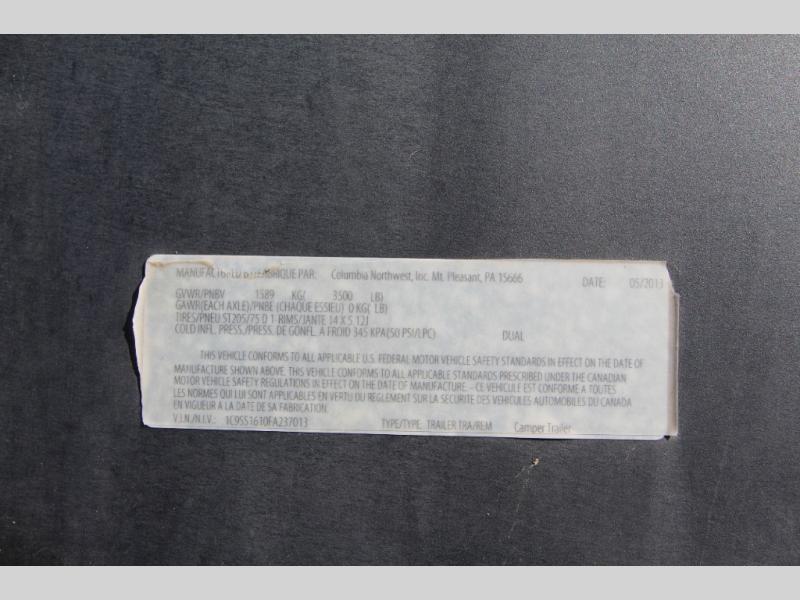 MANUFACTURED BY/FABRIQUE PAR: Columbia Northwest, Inc. Mt. Pleasant, PA 15666 DATE: 05/2013
GVWR/PNBV 1589 KG( 3500 LB)
GAWR(EACH AXLE)/PNBE (CHAQUE ESSIEU) 0 KG( LB)
TIRES/PNEU ST205/75 D 1-RIMS/JANTE 14 X 5.12J
COLD INFL. PRESS./PRESS. DE GONFL. A FROID 345 KPA(50 PSI/LPC) DUAL
THIS VEHICLE CONFORMS TO ALL APPLICABLE U.S. FEDERAL MOTOR VEHICLE SAFETY STANDARDS IN EFFECT ON THE DATE OF
MANUFACTURE SHOWN ABOVE. THIS VEHICLE CONFORMS TO ALL APPLICABLE STANDARDS PRESCRIBED UNDER THE CANADIAN
MOTOR VEHICLE SAFETY REGULATIONS IN EFFECT ON THE DATE OF MANUFACTURE. - CE VEHICULE EST CONFORME A TOUTES
LES NORMES QUI LUI SONT APPLICABLES EN VERTU DU REGLEMENT SUR LA SECURITE DES VEHICULES AUTOMOBILES DU CANADA
EN VIGUEUR A LA DATE DE SA FABRICATION.
V.I.N./N.I.V.: 1C9SS1610FA237013 TYPE/TYPE: TRAILER TRA/REM Camper Trailer